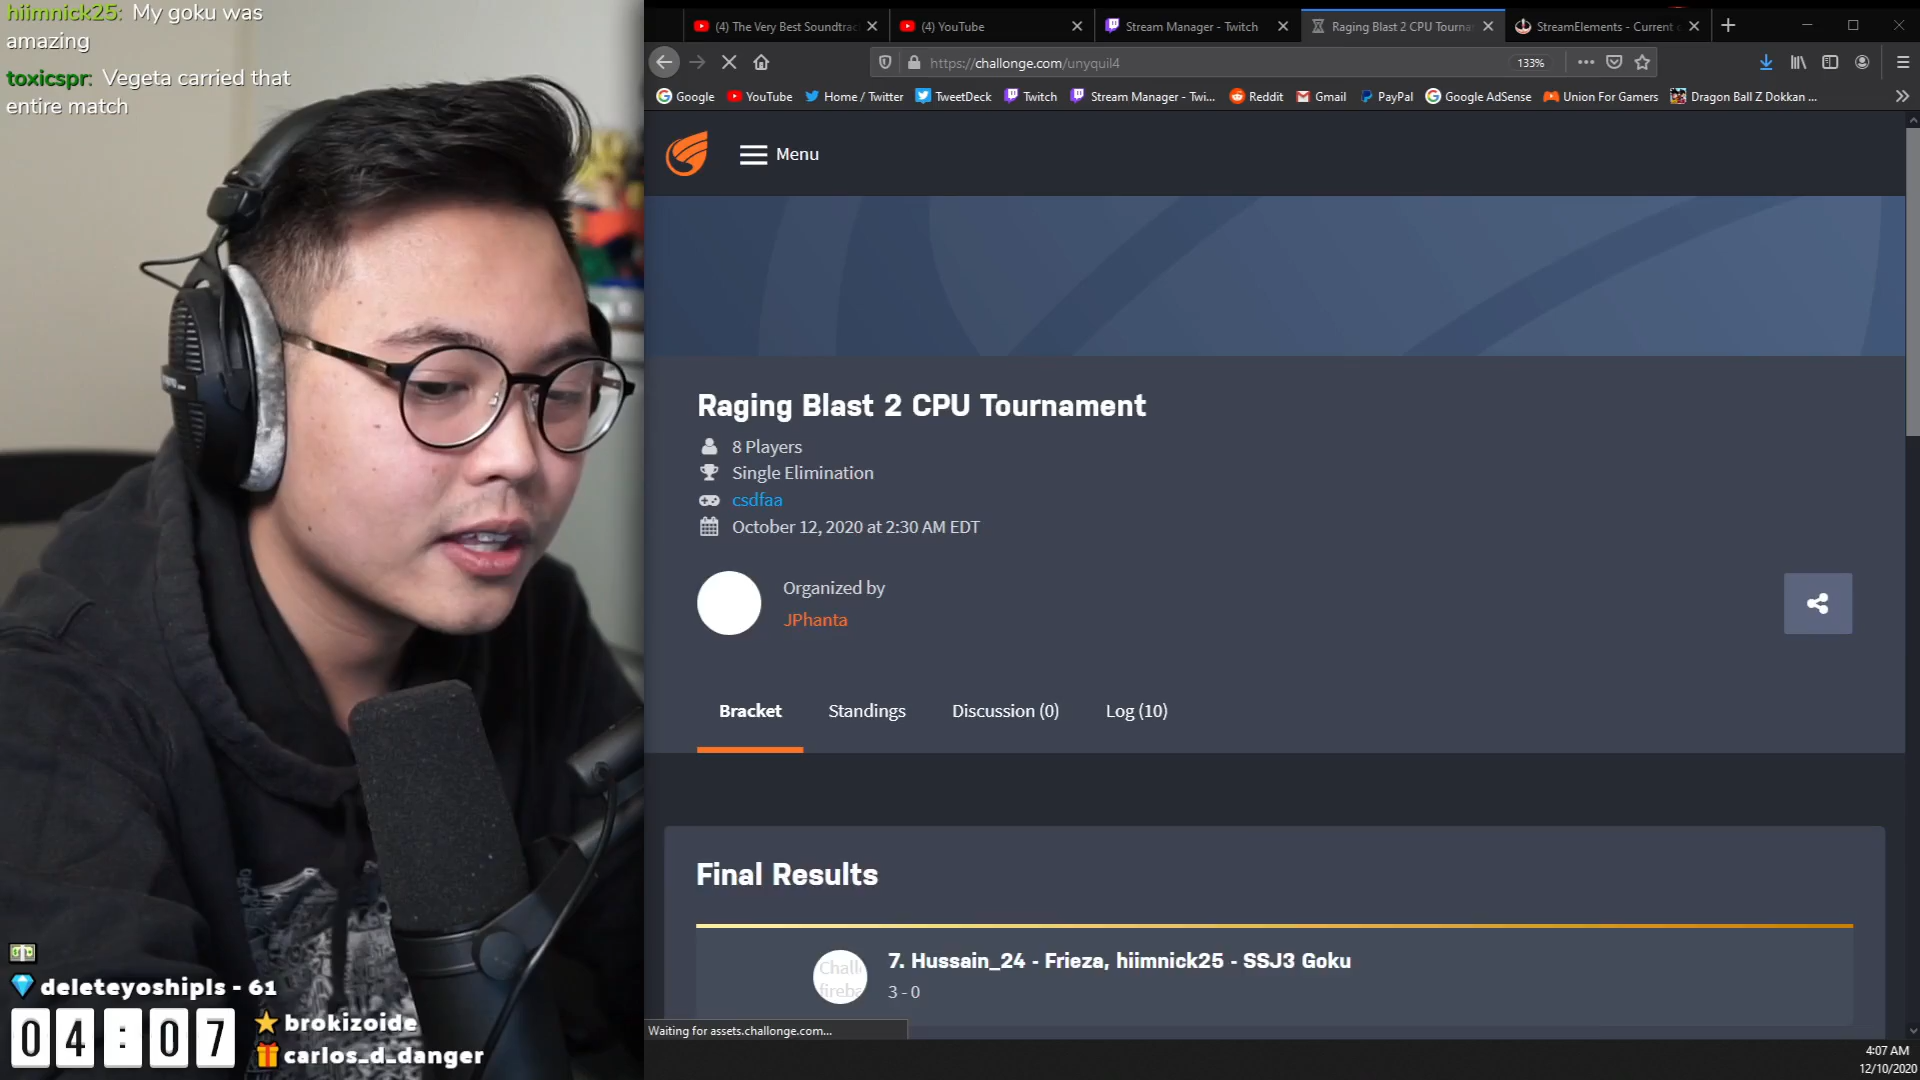 hiimnick25: My goku was
amazing
toxicspr: Vegeta carried that
entire match
(4) The Very Best Soundtrac
(4) YouTube
Stream Manager - Twitch
Raging Blast 2 CPU Tourna
StreamElements - Current
https://challonge.com/unyquil4
133%
Google
YouTube
Home / Twitter
TweetDeck
Twitch
Stream Manager - Twi...
Reddit
Gmail
PayPal
Google AdSense
Union For Gamers
Dragon Ball Z Dokkan ...
Menu
Raging Blast 2 CPU Tournament
8 Players
Single Elimination
csdfaa
October 12, 2020 at 2:30 AM EDT
Organized by
JPhanta
Bracket
Standings
Discussion (0)
Log (10)
Final Results
7. Hussain_24 - Frieza, hiimnick25 - SSJ3 Goku
3 - 0
Waiting for assets.challonge.com...
deleteyoshipls - 61
04:07
brokizoide
carlos_d_danger
4:07 AM
12/10/2020